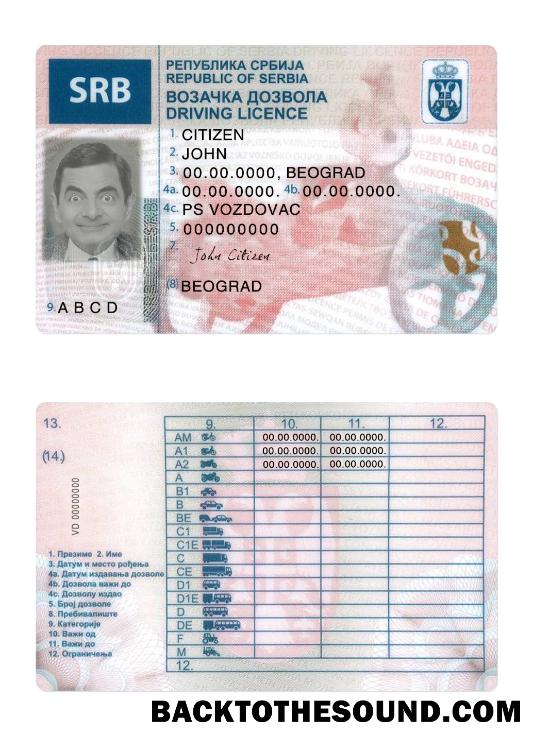 SRB
РЕПУБЛИКА СРБИЈА
REPUBLIC OF SERBIA
ВОЗАЧКА ДОЗВОЛА
DRIVING LICENCE
1. CITIZEN
2. JOHN
3. 00.00.0000, BEOGRAD
4a. 00.00.0000. 4b. 00.00.0000.
4c. PS VOZDOVAC
5. 000000000
7. John Citizen
(8) BEOGRAD
9. A B C D
13.
(14)
VD 00000000
1. Презиме 2. Име
3. Датум и место рођења
4a. Датум издавања дозволе
4b. Дозвола важи до
4c. Дозволу издао
5. Број дозволе
8. Пребивалиште
9. Категорије
10. Важи од
11. Важи до
12. Ограничења
9. 10. 11. 12.
AM 00.00.0000. 00.00.0000.
A1 00.00.0000. 00.00.0000.
A2 00.00.0000. 00.00.0000.
A
B1
B
BE
C1
C1E
C
CE
D1
D1E
D
DE
F
M
12.
BACKTOTHESOUND.COM